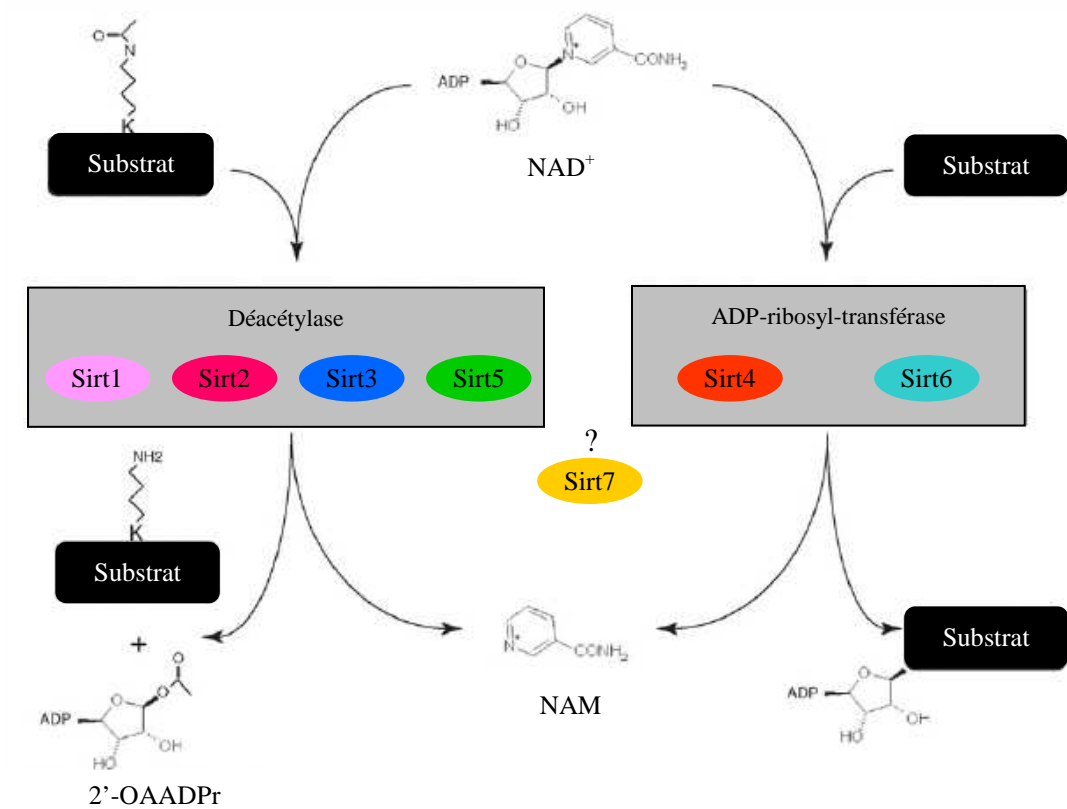 O
N
K
Substrat
ADP
O
N+
CONH2
OH
HO
NAD+
Substrat
Déacétylase
Sirt1
Sirt2
Sirt3
Sirt5
ADP-ribosyl-transférase
Sirt4
Sirt6
?
Sirt7
NH2
K
Substrat
+
O
O
O
ADP
OH
HO
2’-OAADPr
N+
CONH2
NAM
Substrat
O
ADP
OH
HO